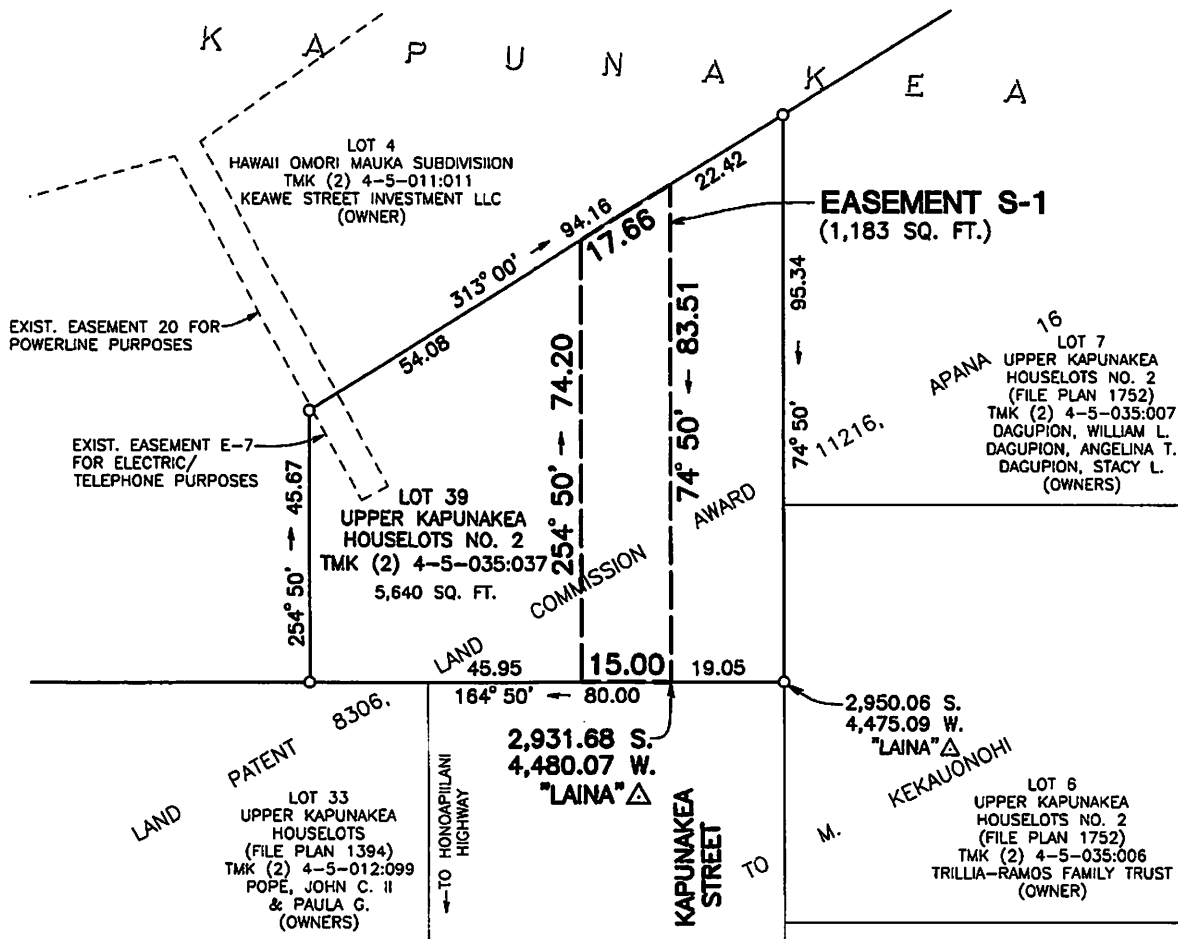 KAPUNAKEA
LOT 4
HAWAII OMORI MAUKA SUBDIVISIION
TMK (2) 4-5-011:011
KEAWE STREET INVESTMENT LLC
(OWNER)
22.42
94.16
17.66
313° 00'
54.08
EASEMENT S-1
(1,183 SQ. FT.)
EXIST. EASEMENT 20 FOR
POWERLINE PURPOSES
EXIST. EASEMENT E-7
FOR ELECTRIC/
TELEPHONE PURPOSES
254° 50' → 45.67
254° 50' → 74.20
74° 50' ← 83.51
95.34
74° 50'
LOT 39
UPPER KAPUNAKEA
HOUSELOTS NO. 2
TMK (2) 4-5-035:037
5,640 SQ. FT.
LOT 7
UPPER KAPUNAKEA
HOUSELOTS NO. 2
(FILE PLAN 1752)
TMK (2) 4-5-035:007
DAGUPION, WILLIAM L.
DAGUPION, ANGELINA T.
DAGUPION, STACY L.
(OWNERS)
LAND PATENT 8306, LAND COMMISSION AWARD 11216, APANA 16
45.95
15.00
19.05
164° 50' ← 80.00
2,931.68 S.
4,480.07 W.
"LAINA" △
2,950.06 S.
4,475.09 W.
"LAINA" △
TO M. KEKAUONOHI
LOT 33
UPPER KAPUNAKEA
HOUSELOTS
(FILE PLAN 1394)
TMK (2) 4-5-012:099
POPE, JOHN C. II
& PAULA G.
(OWNERS)
←TO HONOAPIILANI
HIGHWAY
KAPUNAKEA
STREET
LOT 6
UPPER KAPUNAKEA
HOUSELOTS NO. 2
(FILE PLAN 1752)
TMK (2) 4-5-035:006
TRILLIA-RAMOS FAMILY TRUST
(OWNER)